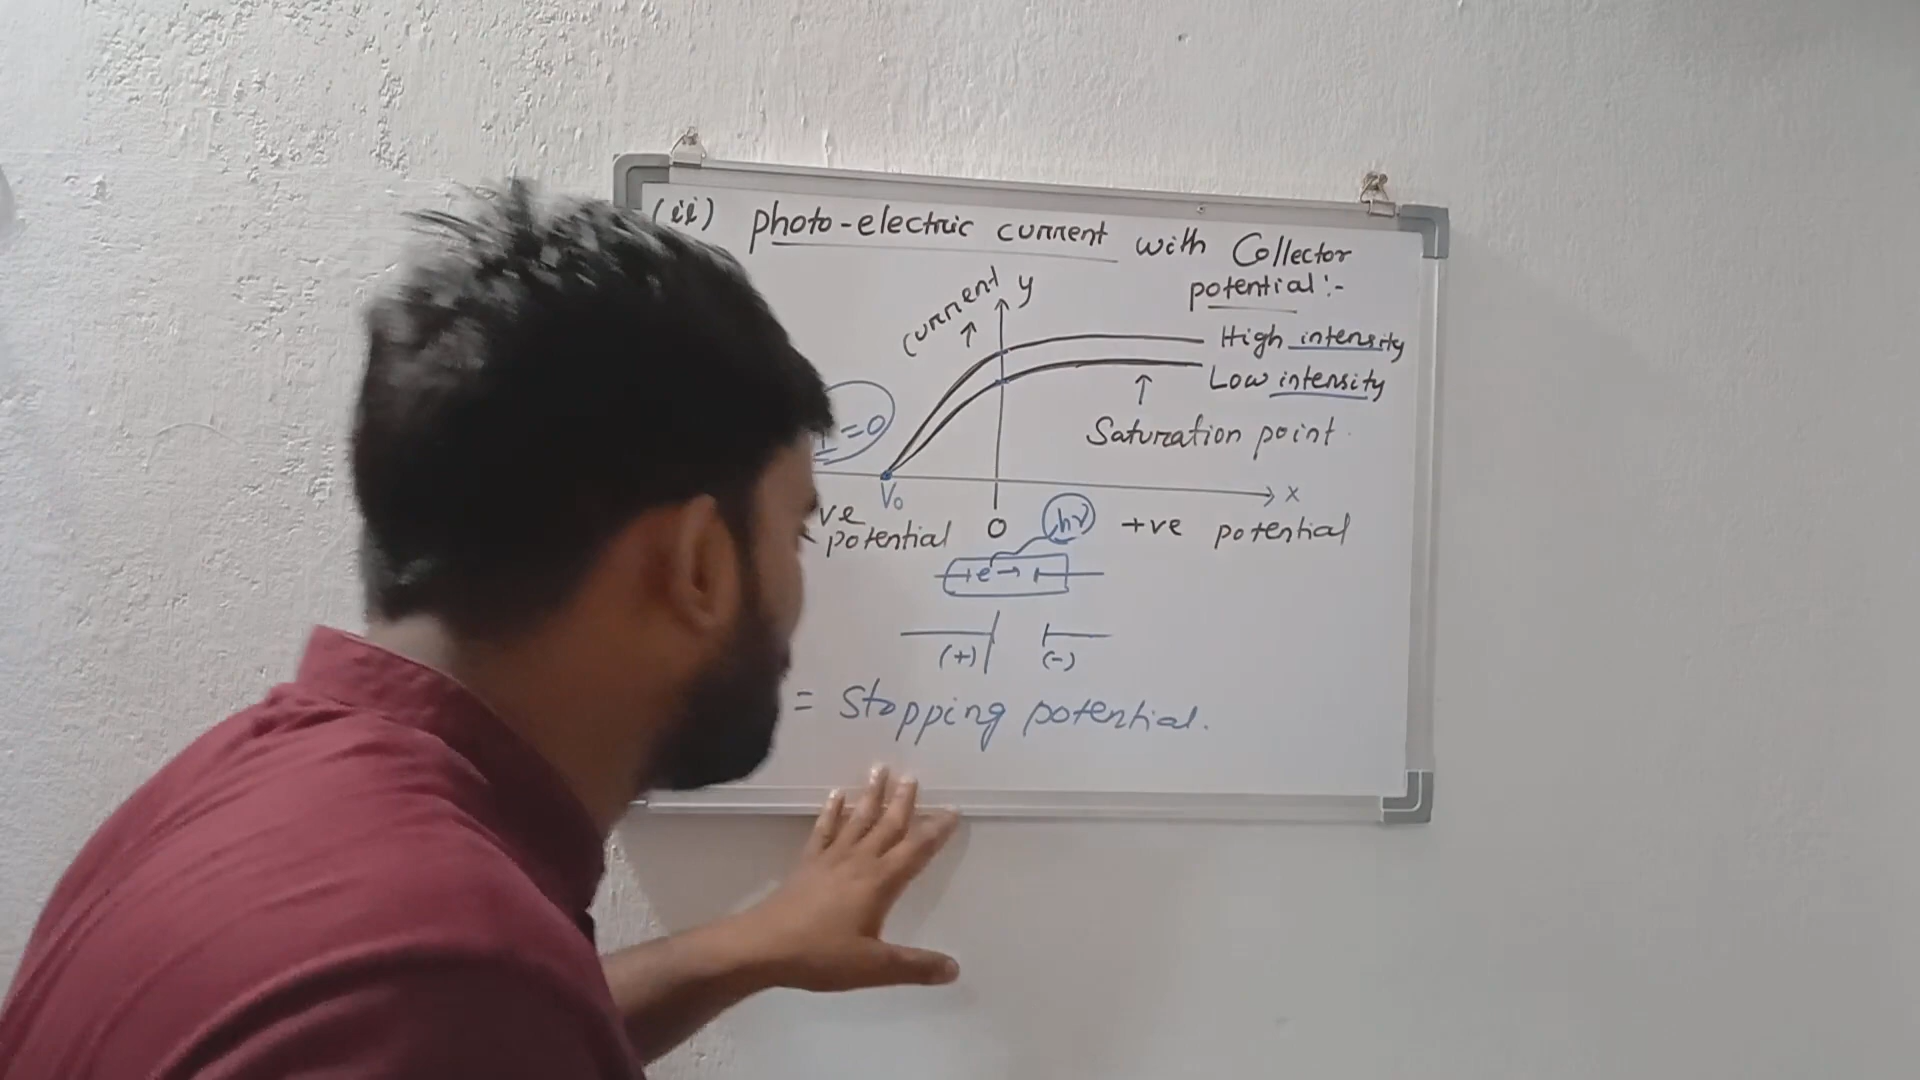 (ii) photo-electric current with Collector
potential :-
current y
High intensity
Low intensity
Saturation point
=0
V₀
x
ve
potential
0
hν
+ve potential
e →
(+) (-)
= Stopping potential.